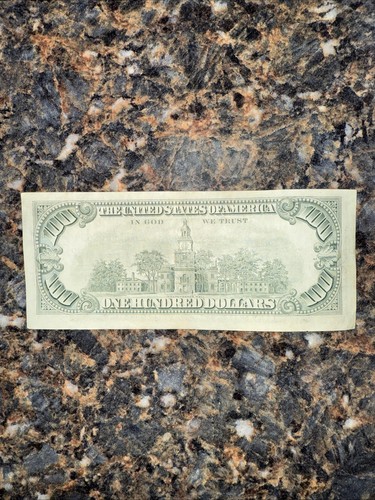 100 THE UNITED STATES OF AMERICA 100
IN GOD WE TRUST
100 ONE HUNDRED DOLLARS 100